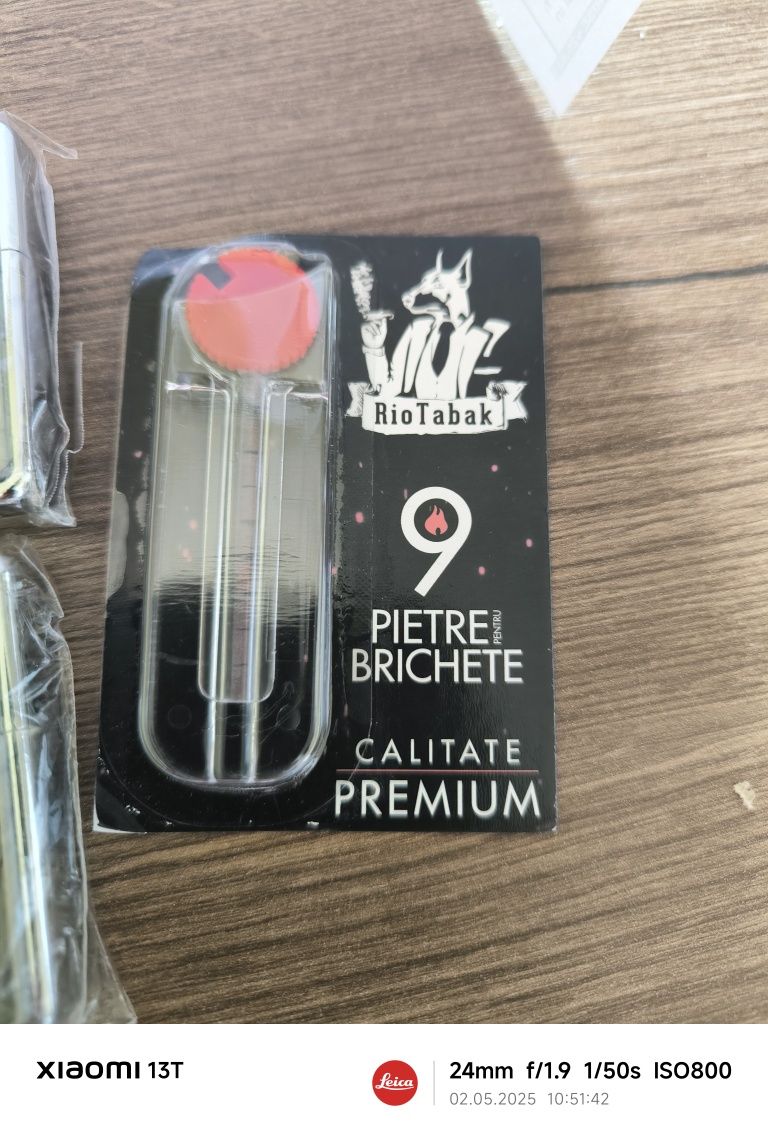 RioTabak
9
PIETRE PENTRU
BRICHETE
CALITATE
PREMIUM
XIAOMI 13T
Leica
24mm f/1.9 1/50s ISO800
02.05.2025 10:51:42